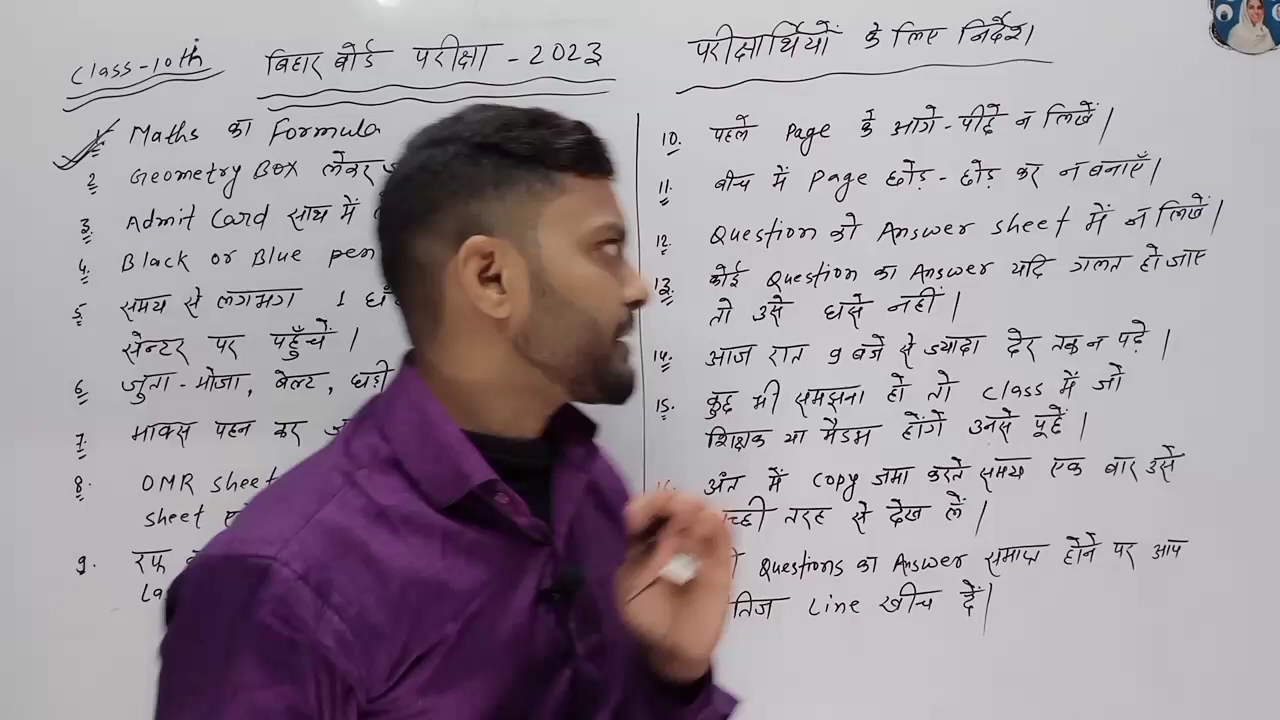 Class-10th
बिहार बोर्ड परीक्षा - 2023
1. Maths का Formula
2. Geometry Box लेकर
3. Admit Card साथ में
4. Black or Blue pen
5. समय से लगभग 1
सेन्टर पर पहुँचें।
6. जुता-मोजा, बेल्ट, घड़ी
7. मास्क पहन कर
8. OMR Sheet
Sheet
9. रफ
परीक्षार्थियों के लिए निर्देश।
10. पहले Page के आगे-पीछे न लिखें।
11. बीच में Page छोड़-छोड़ कर न बनाएँ।
12. Question को Answer sheet में न लिखें।
13. कोई Question का Answer यदि गलत हो जाए
तो उसे घसे नहीं।
14. आज रात 9 बजे से ज्यादा देर तक न पढ़े।
15. कुछ भी समझना हो तो Class में जो
शिक्षक या मैडम होंगे उनसे पूछें।
अंत में Copy जमा करते समय एक बार उसे
से देख लें।
Questions का Answer समाप्त होने पर आप
Line खींच दें।